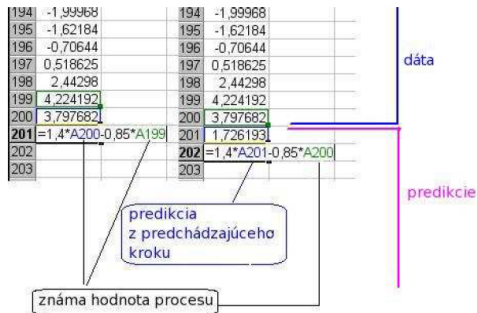 194 -1,99968
195 -1,62184
196 -0,70644
197 0,518625
198 2,44298
199 4,224192
200 3,797682
201 =1,4*A200-0,85*A199
202
203
194 -1,99968
195 -1,62184
196 -0,70644
197 0,518625
198 2,44298
199 4,224192
200 3,797682
201 1,726193
202 =1,4*A201-0,85*A200
203
dáta
predikcie
predikcia
z predchádzajúceho
kroku
známa hodnota procesu